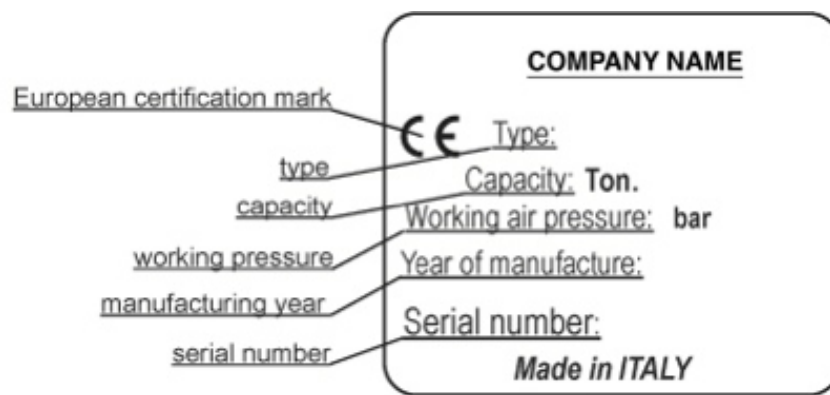 COMPANY NAME
European certification mark
CE Type:
type
Capacity: Ton.
capacity
Working air pressure: bar
working pressure
Year of manufacture:
manufacturing year
Serial number:
serial number
Made in ITALY